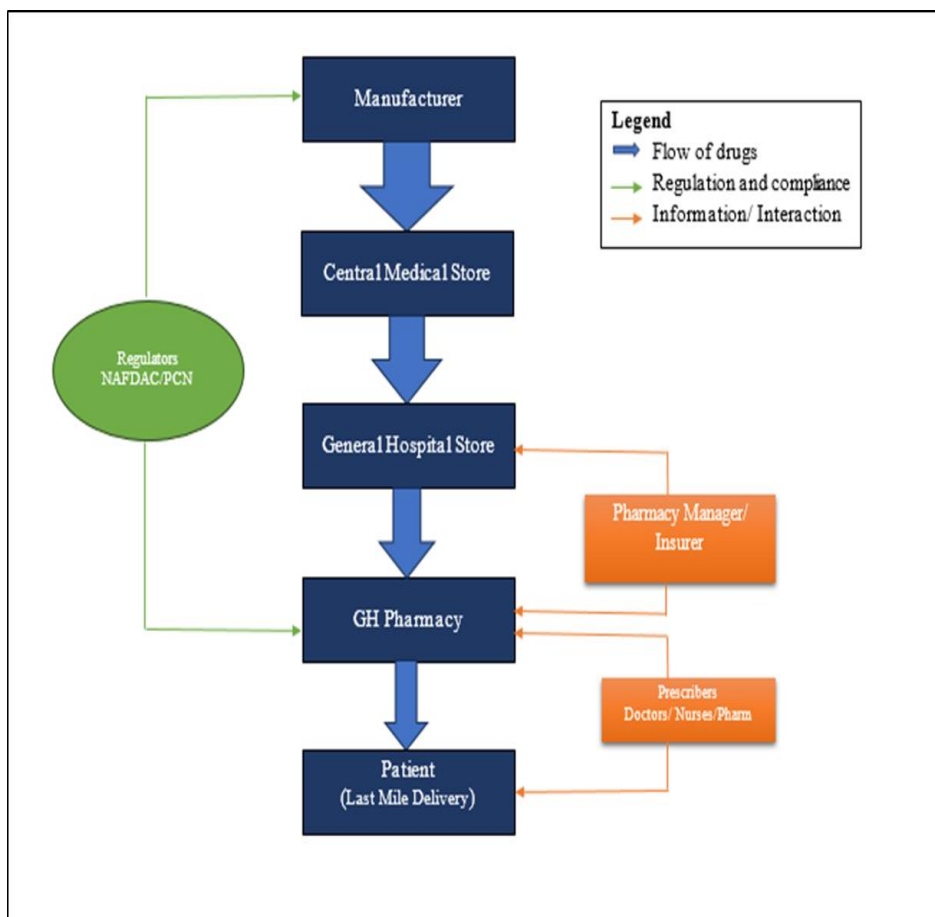 Manufacturer
Legend
Flow of drugs
Regulation and compliance
Information/ Interaction
Central Medical Store
Regulators
NAFDAC/PCN
General Hospital Store
Pharmacy Manager/
Insurer
GH Pharmacy
Prescribers
Doctors/ Nurses/Pharm
Patient
(Last Mile Delivery)